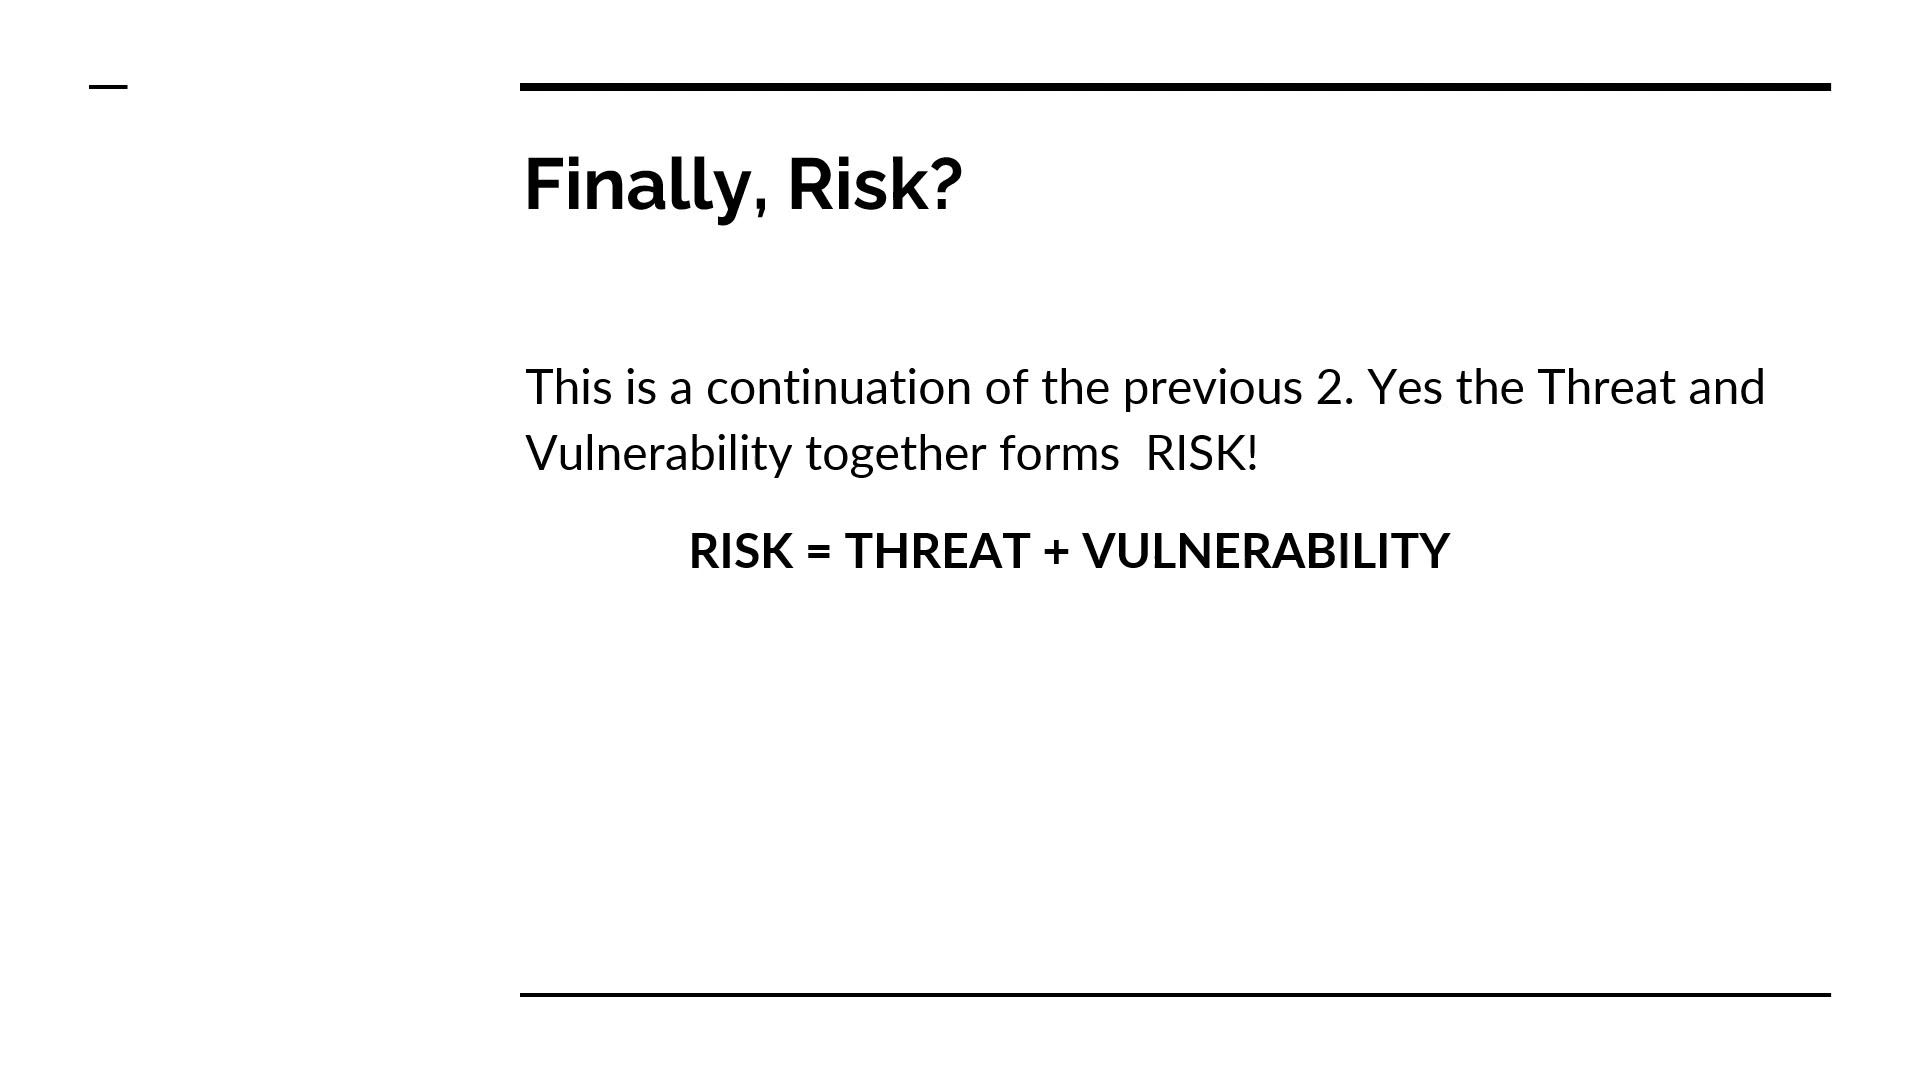 Finally, Risk?
This is a continuation of the previous 2. Yes the Threat and
Vulnerability together forms  RISK!
RISK = THREAT + VULNERABILITY